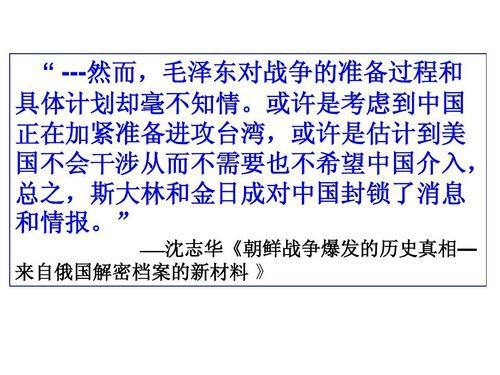 “ ---然而，毛泽东对战争的准备过程和
具体计划却毫不知情。或许是考虑到中国
正在加紧准备进攻台湾，或许是估计到美
国不会干涉从而不需要也不希望中国介入，
总之，斯大林和金日成对中国封锁了消息
和情报。”
——沈志华《朝鲜战争爆发的历史真相—
来自俄国解密档案的新材料 》